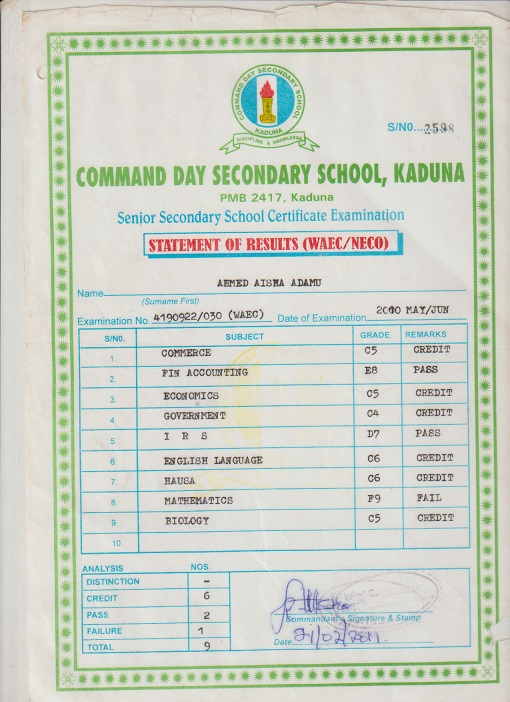 COMMAND DAY SECONDARY SCHOOL
KADUNA
DISCIPLINE & KNOWLEDGE
S/NO....2598
COMMAND DAY SECONDARY SCHOOL, KADUNA
PMB 2417, Kaduna
Senior Secondary School Certificate Examination
STATEMENT OF RESULTS (WAEC/NECO)
Name AHMED AISHA ADAMU
(Surname First)
Examination No. 4190922/030 (WAEC) Date of Examination 2010 MAY/JUN
S/NO. SUBJECT GRADE REMARKS
1. COMMERCE C5 CREDIT
2. FIN ACCOUNTING E8 PASS
3. ECONOMICS C5 CREDIT
4. GOVERNMENT C4 CREDIT
5. I R S D7 PASS
6. ENGLISH LANGUAGE C6 CREDIT
7. HAUSA C6 CREDIT
8. MATHEMATICS F9 FAIL
9. BIOLOGY C5 CREDIT
10.
ANALYSIS NOS.
DISTINCTION –
CREDIT 6
PASS 2
FAILURE 1
TOTAL 9
Commandant's Signature & Stamp
Date 21/02/2011.